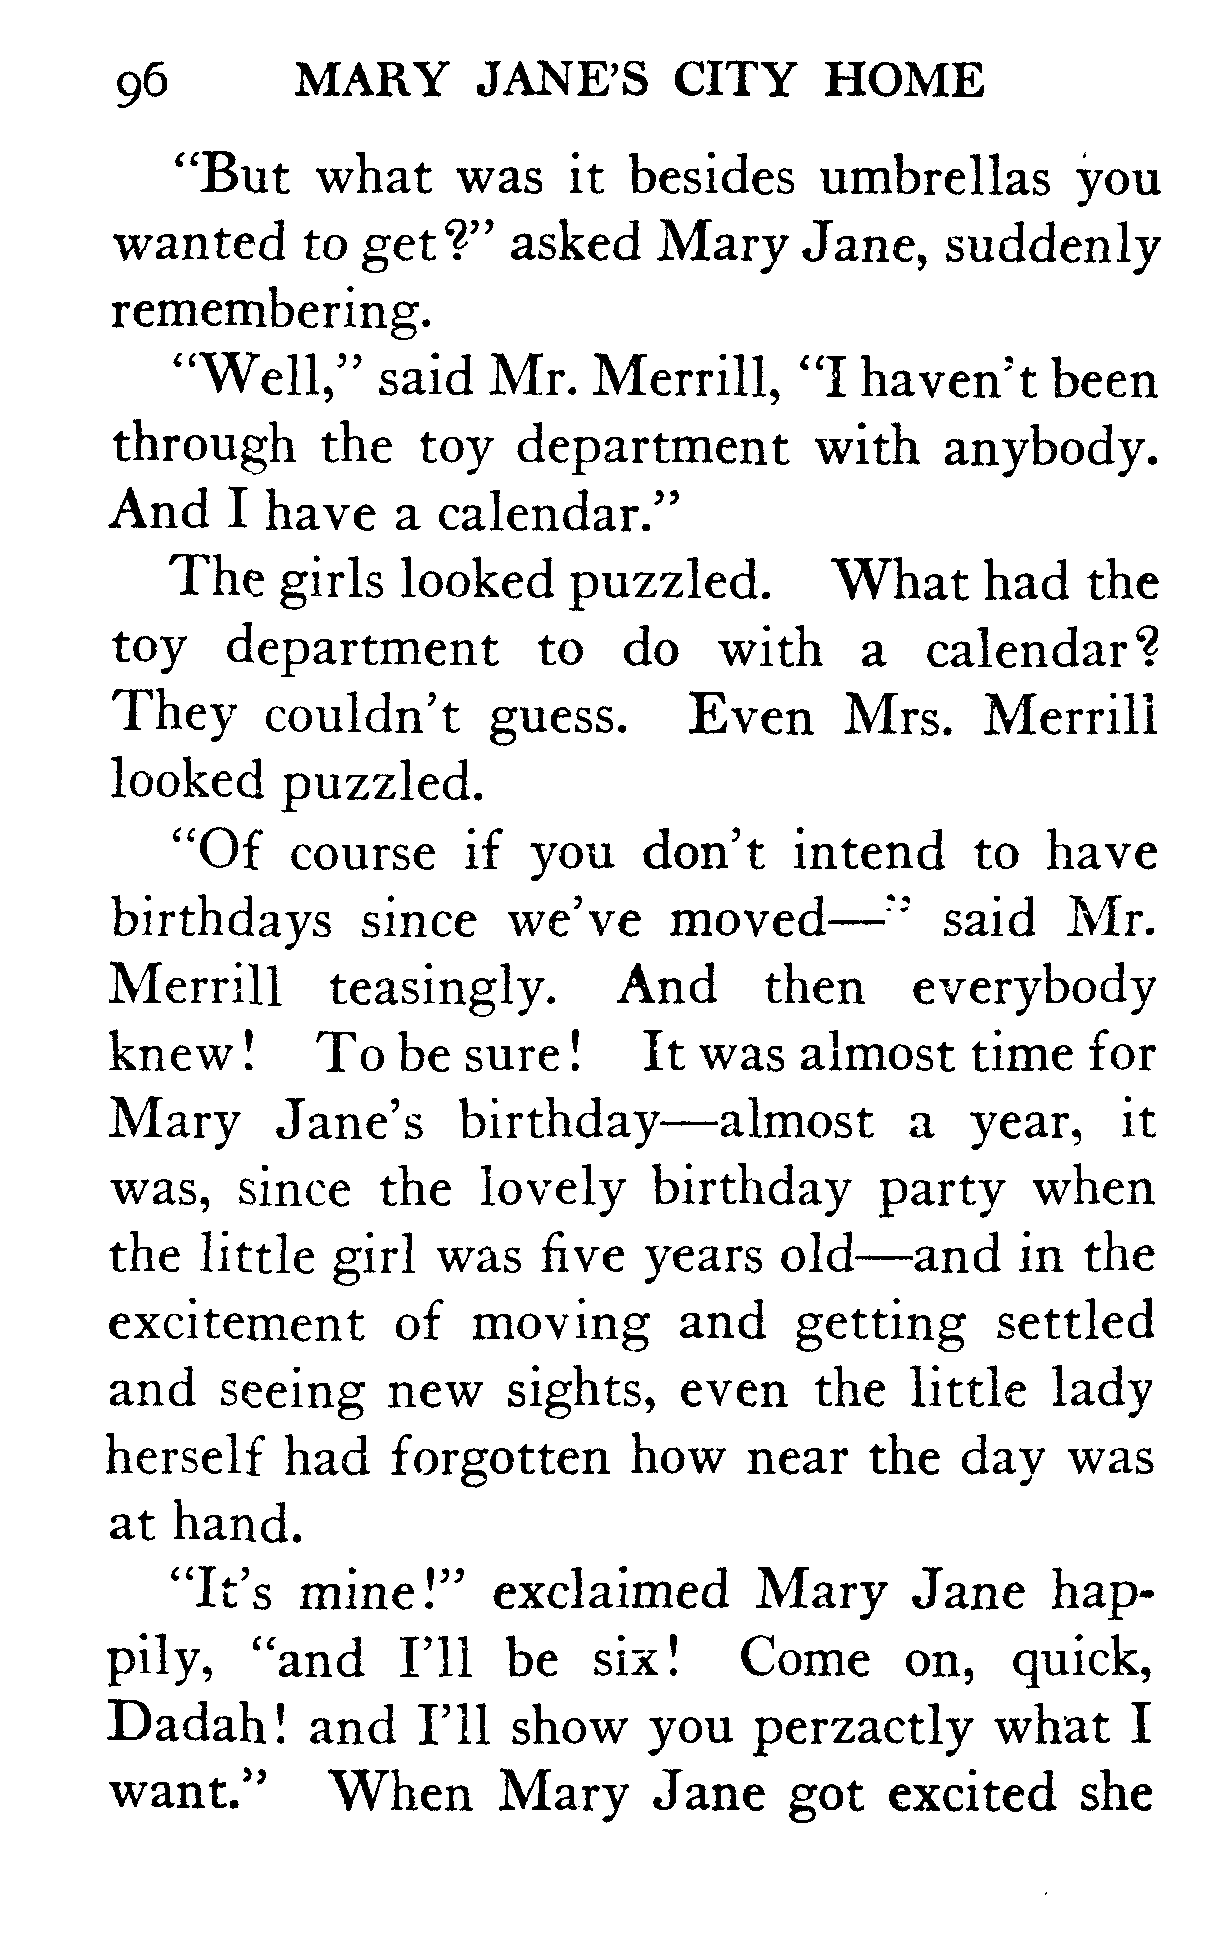 96 MARY JANE'S CITY HOME
“But what was it besides umbrellas you
wanted to get?” asked Mary Jane, suddenly
remembering.
“Well,” said Mr. Merrill, “I haven't been
through the toy department with anybody.
And I have a calendar.”
The girls looked puzzled. What had the
toy department to do with a calendar?
They couldn't guess. Even Mrs. Merrill
looked puzzled.
“Of course if you don't intend to have
birthdays since we've moved—” said Mr.
Merrill teasingly. And then everybody
knew! To be sure! It was almost time for
Mary Jane's birthday—almost a year, it
was, since the lovely birthday party when
the little girl was five years old—and in the
excitement of moving and getting settled
and seeing new sights, even the little lady
herself had forgotten how near the day was
at hand.
“It's mine!” exclaimed Mary Jane hap-
pily, “and I'll be six! Come on, quick,
Dadah! and I'll show you perzactly what I
want.” When Mary Jane got excited she